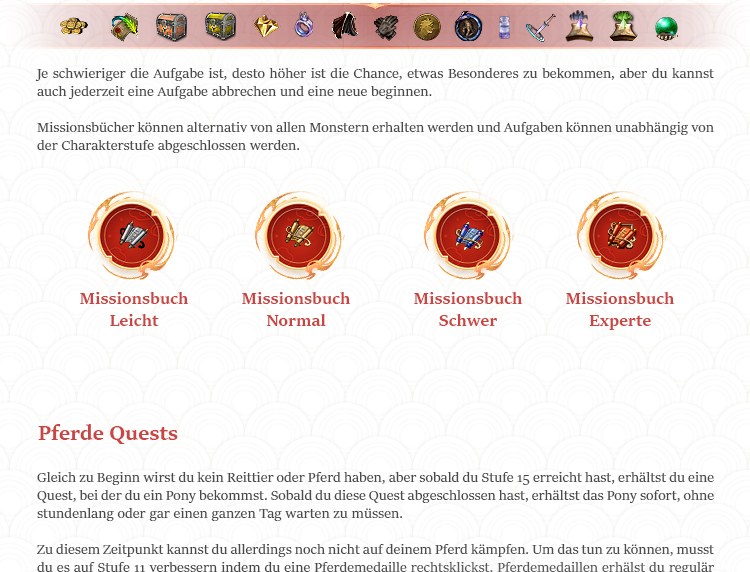 Je schwieriger die Aufgabe ist, desto höher ist die Chance, etwas Besonderes zu bekommen, aber du kannst
auch jederzeit eine Aufgabe abbrechen und eine neue beginnen.
Missionsbücher können alternativ von allen Monstern erhalten werden und Aufgaben können unabhängig von
der Charakterstufe abgeschlossen werden.
Missionsbuch
Leicht
Missionsbuch
Normal
Missionsbuch
Schwer
Missionsbuch
Experte
Pferde Quests
Gleich zu Beginn wirst du kein Reittier oder Pferd haben, aber sobald du Stufe 15 erreicht hast, erhältst du eine
Quest, bei der du ein Pony bekommst. Sobald du diese Quest abgeschlossen hast, erhältst das Pony sofort, ohne
stundenlang oder gar einen ganzen Tag warten zu müssen.
Zu diesem Zeitpunkt kannst du allerdings noch nicht auf deinem Pferd kämpfen. Um das tun zu können, musst
du es auf Stufe 11 verbessern indem du eine Pferdemedaille rechtsklickst. Pferdemedaillen erhälst du regulär